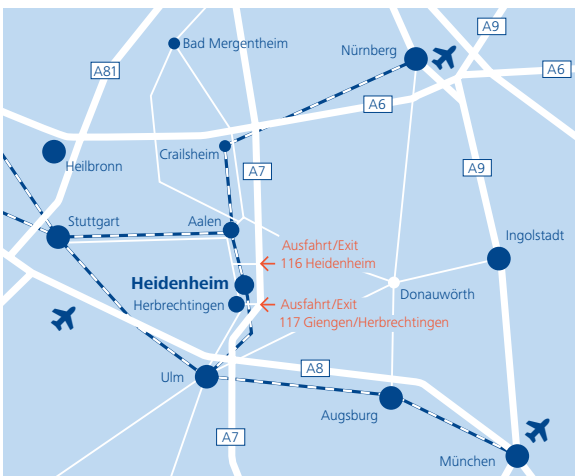 A9
Bad Mergentheim
Nürnberg
A81
A6
A6
Crailsheim
A7
Heilbronn
A9
Stuttgart
Aalen
Ingolstadt
Ausfahrt/Exit
116 Heidenheim
Heidenheim
Herbrechtingen
Donauwörth
Ausfahrt/Exit
117 Giengen/Herbrechtingen
A8
Ulm
Augsburg
A7
München